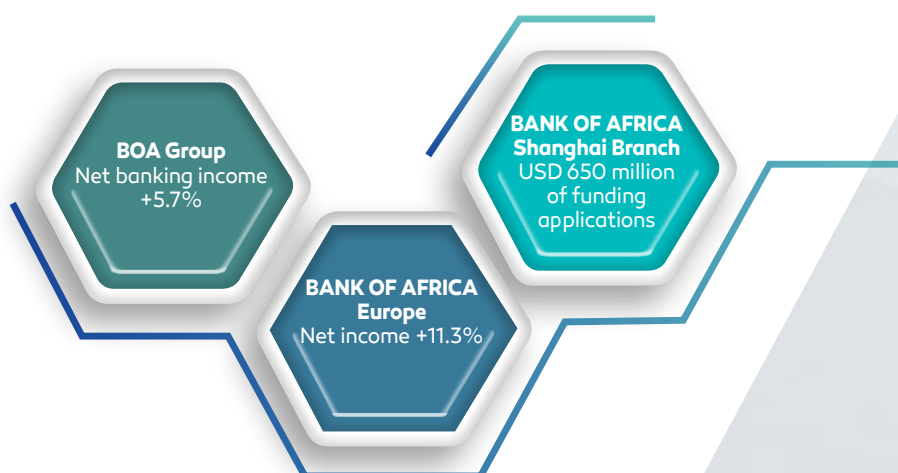 BOA Group
Net banking income
+5.7%
BANK OF AFRICA
Europe
Net income +11.3%
BANK OF AFRICA
Shanghai Branch
USD 650 million
of funding
applications